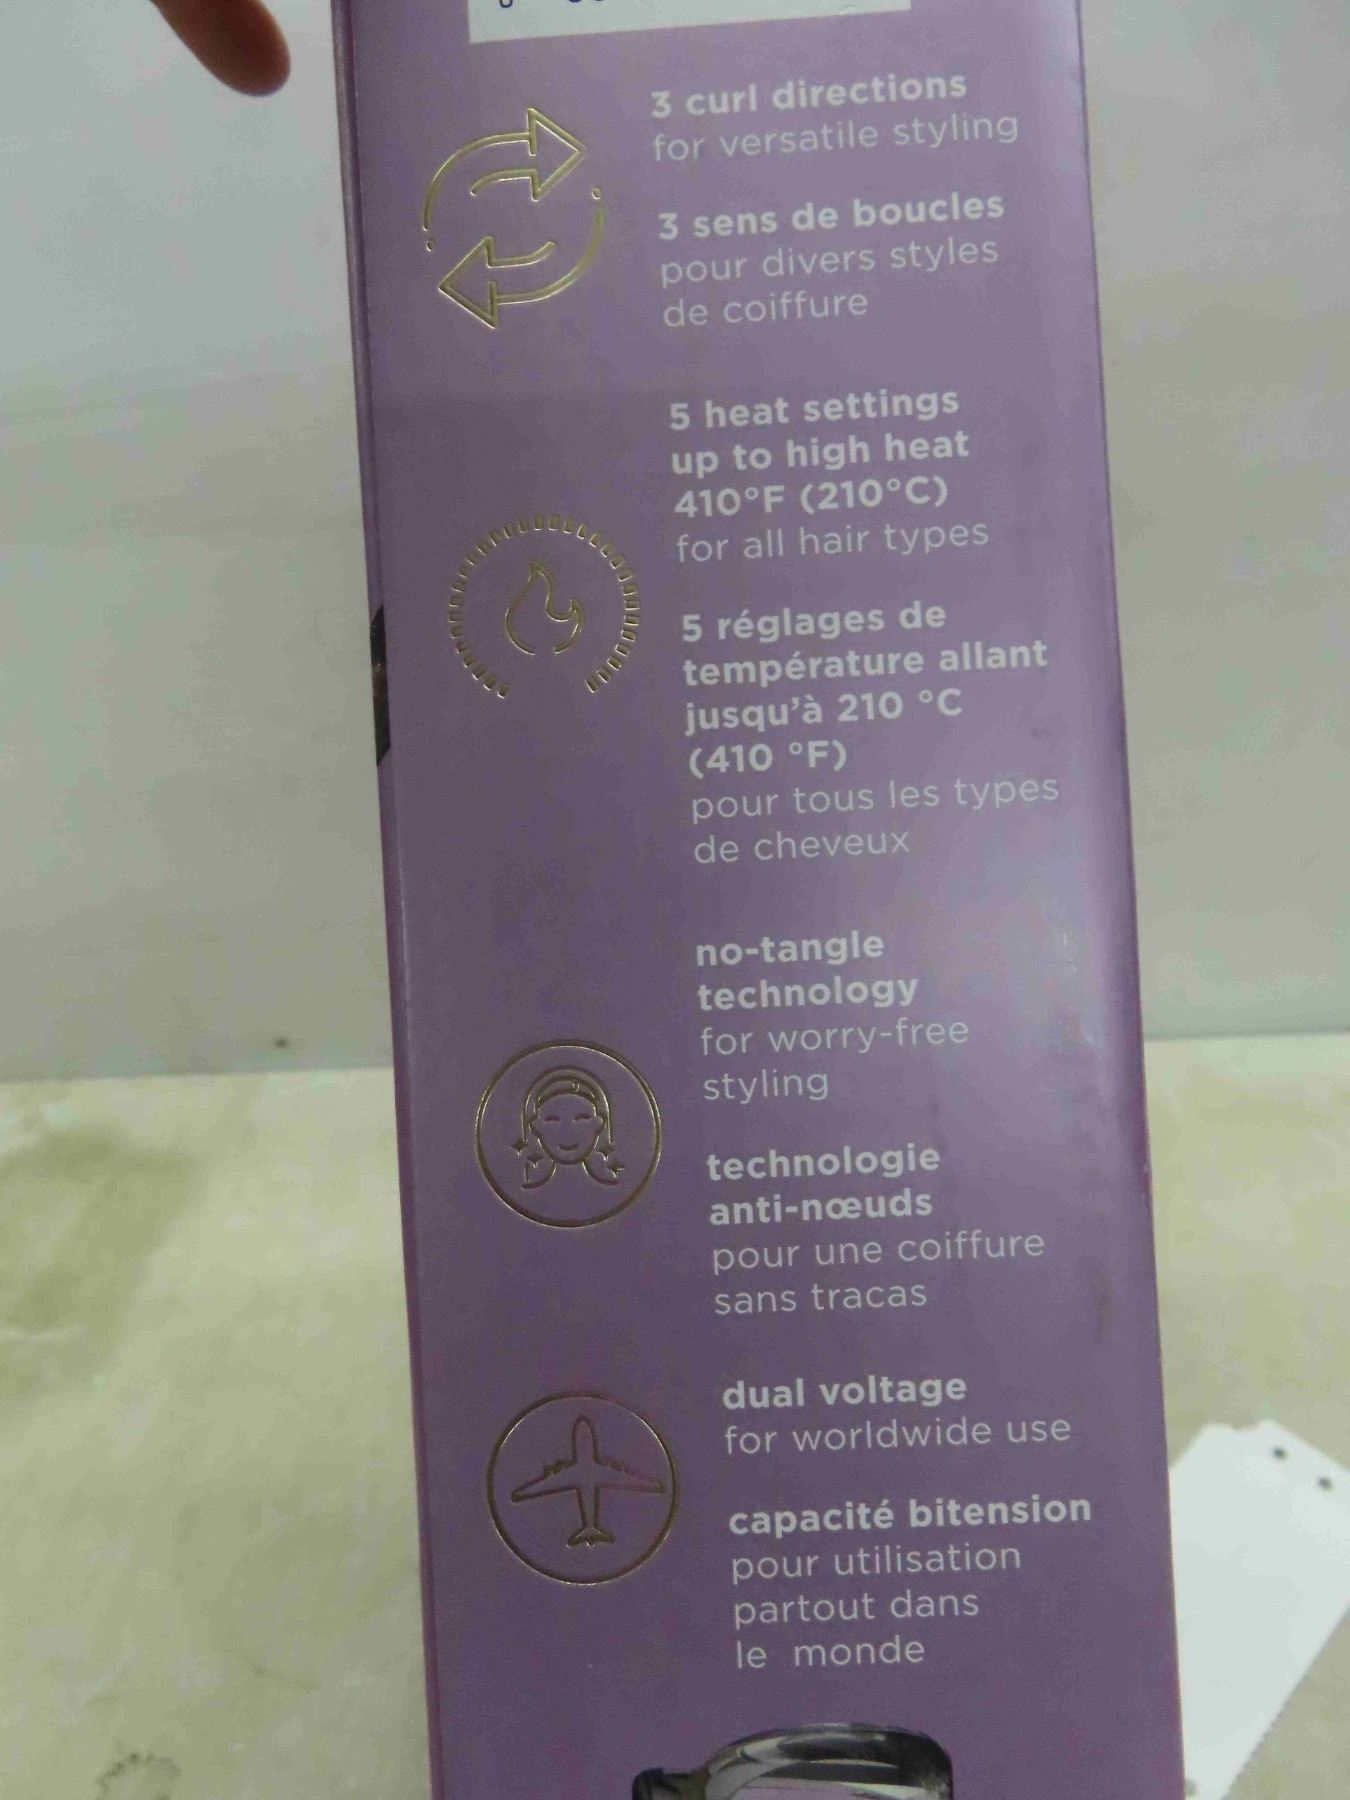 3 curl directions
for versatile styling
3 sens de boucles
pour divers styles
de coiffure
5 heat settings
up to high heat
410°F (210°C)
for all hair types
5 réglages de
température allant
jusqu'à 210 °C
(410 °F)
pour tous les types
de cheveux
no-tangle
technology
for worry-free
styling
technologie
anti-nœuds
pour une coiffure
sans tracas
dual voltage
for worldwide use
capacité bitension
pour utilisation
partout dans
le monde